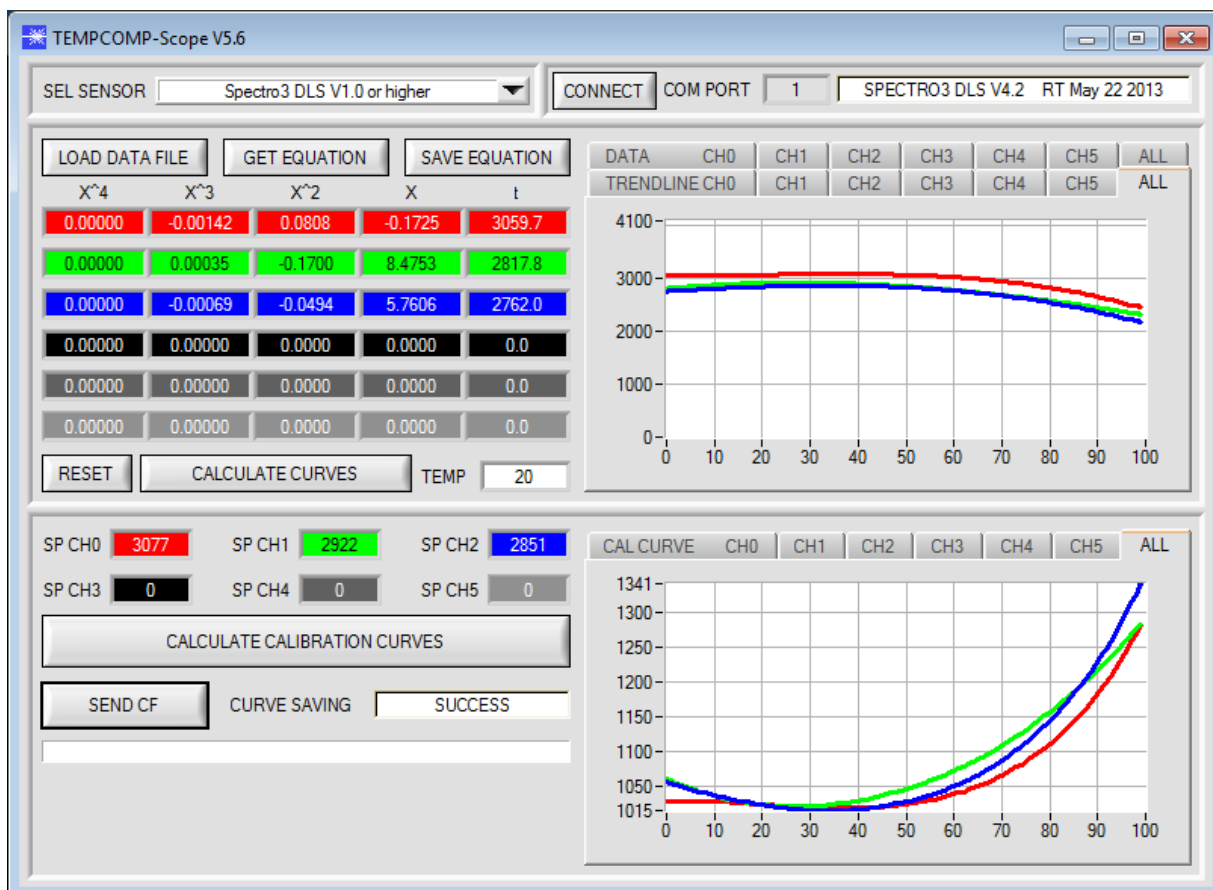 TEMPCOMP-Scope V5.6
SEL SENSOR Spectro3 DLS V1.0 or higher CONNECT COM PORT 1 SPECTRO3 DLS V4.2 RT May 22 2013
LOAD DATA FILE GET EQUATION SAVE EQUATION
X^4 X^3 X^2 X t
0.00000 -0.00142 0.0808 -0.1725 3059.7
0.00000 0.00035 -0.1700 8.4753 2817.8
0.00000 -0.00069 -0.0494 5.7606 2762.0
0.00000 0.00000 0.0000 0.0000 0.0
0.00000 0.00000 0.0000 0.0000 0.0
0.00000 0.00000 0.0000 0.0000 0.0
RESET CALCULATE CURVES TEMP 20
DATA CH0 CH1 CH2 CH3 CH4 CH5 ALL
TRENDLINE CH0 CH1 CH2 CH3 CH4 CH5 ALL
4100
3000
2000
1000
0
0 10 20 30 40 50 60 70 80 90 100
SP CH0 3077 SP CH1 2922 SP CH2 2851
SP CH3 0 SP CH4 0 SP CH5 0
CALCULATE CALIBRATION CURVES
SEND CF CURVE SAVING SUCCESS
CAL CURVE CH0 CH1 CH2 CH3 CH4 CH5 ALL
1341
1300
1250
1200
1150
1100
1050
1015
0 10 20 30 40 50 60 70 80 90 100